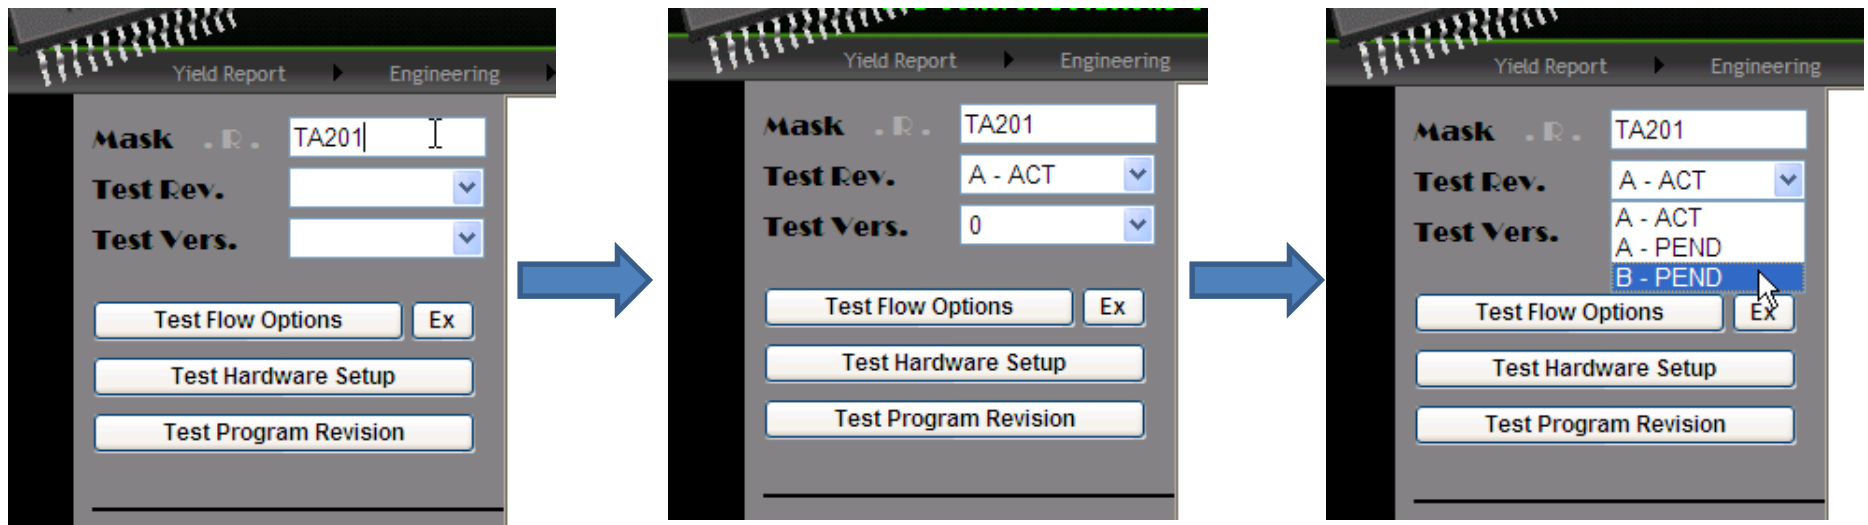 Yield Report Engineering
Mask . R . TA201
Test Rev.
Test Vers.
Test Flow Options Ex
Test Hardware Setup
Test Program Revision
Yield Report Engineering
Mask . R . TA201
Test Rev. A - ACT
Test Vers. 0
Test Flow Options Ex
Test Hardware Setup
Test Program Revision
Yield Report Engineering
Mask . R . TA201
Test Rev. A - ACT
A - ACT
Test Vers.
A - PEND
B - PEND
Test Flow Options Ex
Test Hardware Setup
Test Program Revision